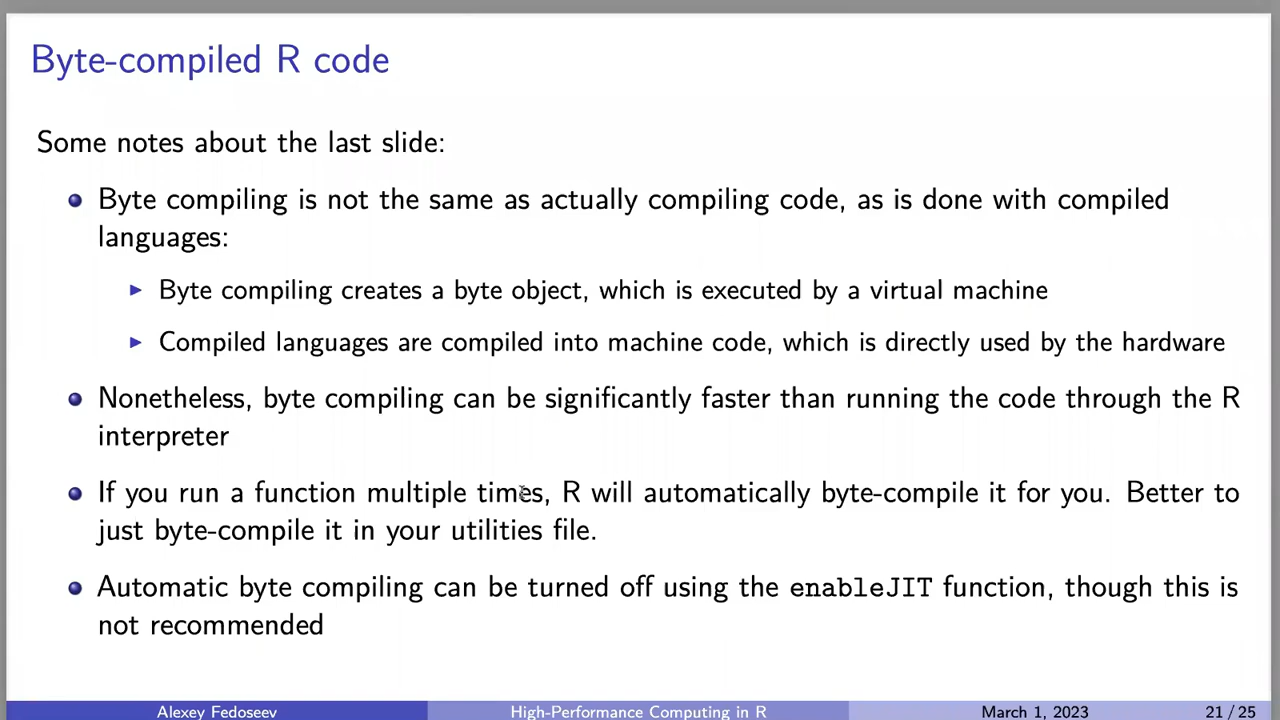 Byte-compiled R code
Some notes about the last slide:
Byte compiling is not the same as actually compiling code, as is done with compiled
languages:
Byte compiling creates a byte object, which is executed by a virtual machine
Compiled languages are compiled into machine code, which is directly used by the hardware
Nonetheless, byte compiling can be significantly faster than running the code through the R
interpreter
If you run a function multiple times, R will automatically byte-compile it for you. Better to
just byte-compile it in your utilities file.
Automatic byte compiling can be turned off using the enableJIT function, though this is
not recommended
Alexey Fedoseev High-Performance Computing in R March 1, 2023 21 / 25